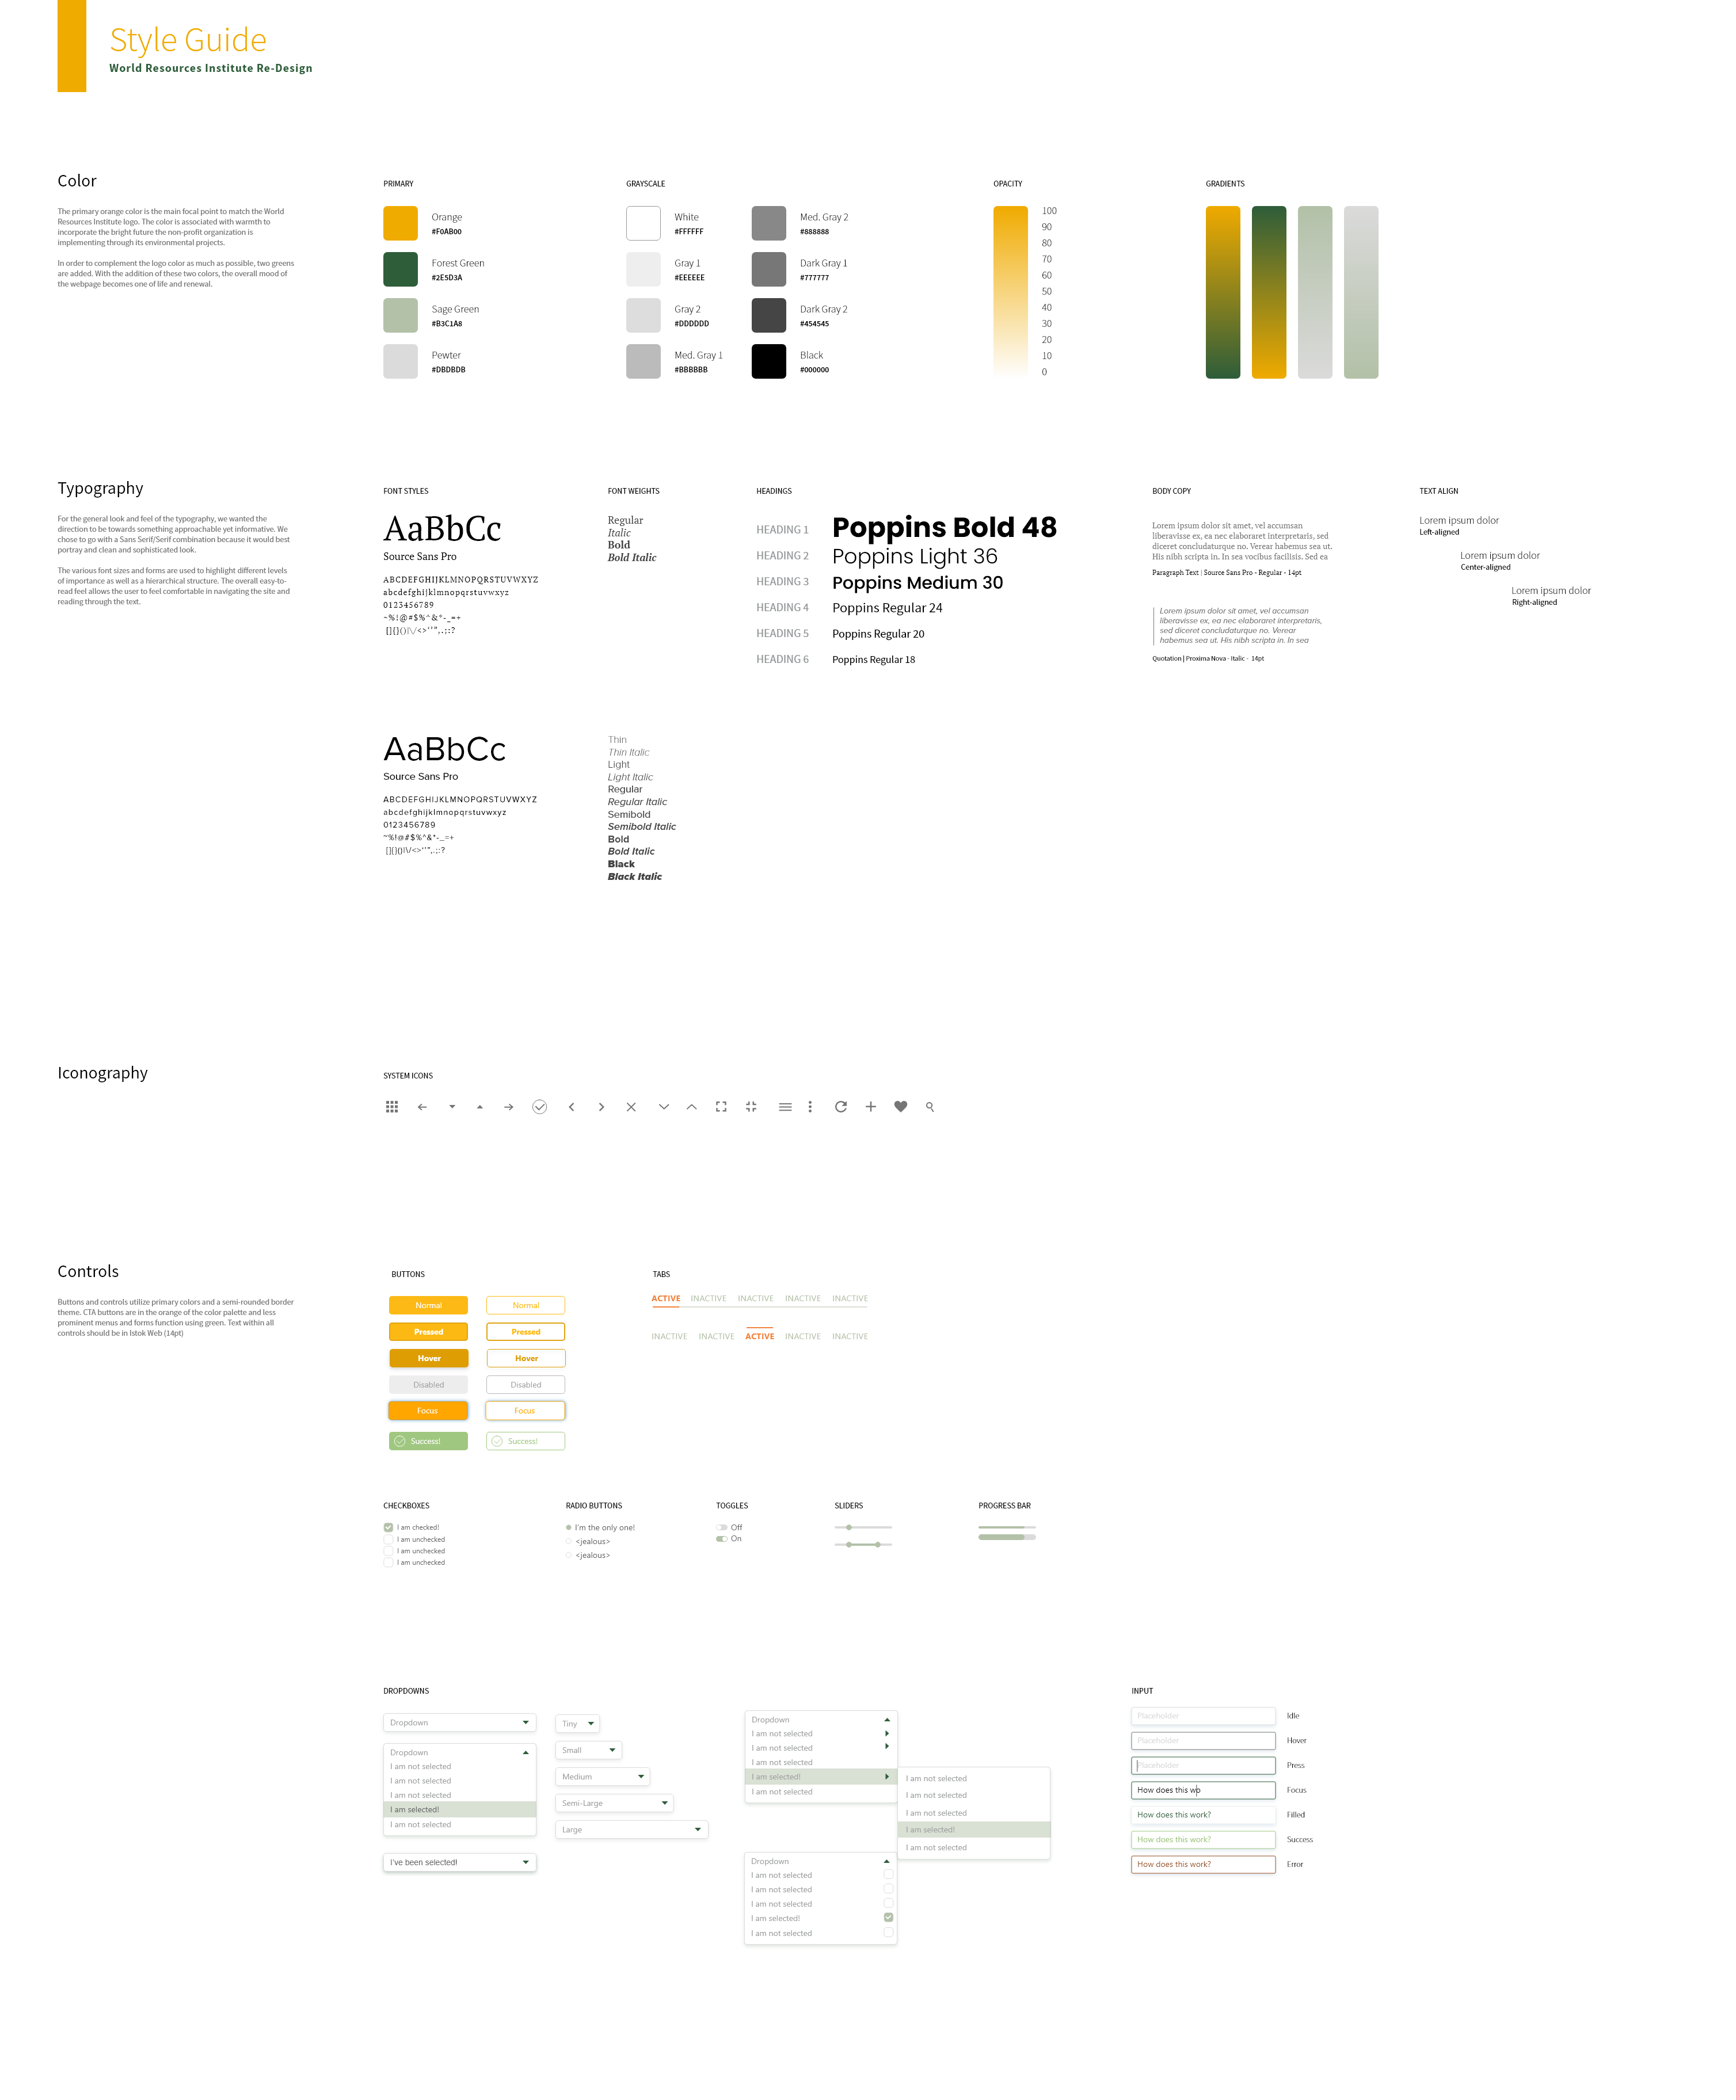 Style Guide
World Resources Institute Re-Design
Color
The primary orange color is the main focal point to match the World
Resources Institute logo. The color is associated with warmth to
incorporate the bright future the non-profit organization is
implementing through its environmental projects.
In order to complement the logo color as much as possible, two greens
are added. With the addition of these two colors, the overall mood of
the webpage becomes one of life and renewal.
PRIMARY
Orange
#F0AB00
Forest Green
#2E5D3A
Sage Green
#B3C1A8
Pewter
#DBDBDB
GRAYSCALE
White
#FFFFFF
Gray 1
#EEEEEE
Gray 2
#DDDDDD
Med. Gray 1
#BBBBBB
Med. Gray 2
#888888
Dark Gray 1
#777777
Dark Gray 2
#454545
Black
#000000
OPACITY
100
90
80
70
60
50
40
30
20
10
0
GRADIENTS
Typography
For the general look and feel of the typography, we wanted the
direction to be towards something approachable yet informative. We
chose to go with a Sans Serif/Serif combination because it would best
portray and clean and sophisticated look.
The various font sizes and forms are used to highlight different levels
of importance as well as a hierarchical structure. The overall easy-to-
read feel allows the user to feel comfortable in navigating the site and
reading through the text.
FONT STYLES
AaBbCc
Source Sans Pro
ABCDEFGHIJKLMNOPQRSTUVWXYZ
abcdefghijklmnopqrstuvwxyz
0123456789
~%!@#$%^&*-_=+
[]{}()|\/<>‘’”,.;:?
FONT WEIGHTS
Regular
Italic
Bold
Bold Italic
HEADINGS
HEADING 1 Poppins Bold 48
HEADING 2 Poppins Light 36
HEADING 3 Poppins Medium 30
HEADING 4 Poppins Regular 24
HEADING 5 Poppins Regular 20
HEADING 6 Poppins Regular 18
BODY COPY
Lorem ipsum dolor sit amet, vel accumsan
liberavisse ex, ea nec elaboraret interpretaris, sed
diceret concludaturque no. Verear habemus sea ut.
His nibh scripta in. In sea vocibus facilisis. Sed ea
Paragraph Text | Source Sans Pro - Regular - 14pt
Lorem ipsum dolor sit amet, vel accumsan
liberavisse ex, ea nec elaboraret interpretaris,
sed diceret concludaturque no. Verear
habemus sea ut. His nibh scripta in. In sea
Quotation | Proxima Nova - Italic - 14pt
TEXT ALIGN
Lorem ipsum dolor
Left-aligned
Lorem ipsum dolor
Center-aligned
Lorem ipsum dolor
Right-aligned
AaBbCc
Source Sans Pro
ABCDEFGHIJKLMNOPQRSTUVWXYZ
abcdefghijklmnopqrstuvwxyz
0123456789
~%!@#$%^&*-_=+
[]{}()|\/<>‘’”,.;:?
Thin
Thin Italic
Light
Light Italic
Regular
Regular Italic
Semibold
Semibold Italic
Bold
Bold Italic
Black
Black Italic
Iconography
SYSTEM ICONS
Controls
Buttons and controls utilize primary colors and a semi-rounded border
theme. CTA buttons are in the orange of the color palette and less
prominent menus and forms function using green. Text within all
controls should be in Istok Web (14pt)
BUTTONS
Normal Normal
Pressed Pressed
Hover Hover
Disabled Disabled
Focus Focus
Success! Success!
TABS
ACTIVE INACTIVE INACTIVE INACTIVE INACTIVE
INACTIVE INACTIVE ACTIVE INACTIVE INACTIVE
CHECKBOXES
I am checked!
I am unchecked
I am unchecked
I am unchecked
RADIO BUTTONS
I'm the only one!
<jealous>
<jealous>
TOGGLES
Off
On
SLIDERS
PROGRESS BAR
DROPDOWNS
Dropdown
Dropdown
I am not selected
I am not selected
I am not selected
I am selected!
I am not selected
I've been selected!
Tiny
Small
Medium
Semi-Large
Large
Dropdown
I am not selected
I am not selected
I am not selected
I am selected!
I am not selected
I am not selected
I am not selected
I am not selected
I am selected!
I am not selected
Dropdown
I am not selected
I am not selected
I am not selected
I am selected!
I am not selected
INPUT
Placeholder Idle
Placeholder Hover
Placeholder Press
How does this wo Focus
How does this work? Filled
How does this work? Success
How does this work? Error